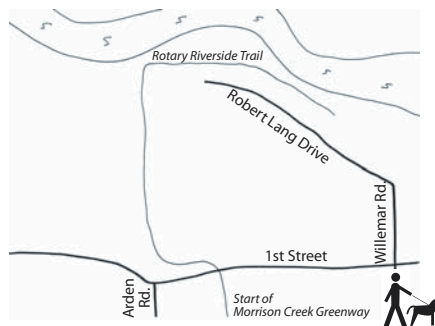 Rotary Riverside Trail
Robert Lang Drive
Willemar Rd.
1st Street
Arden
Rd.
Start of
Morrison Creek Greenway